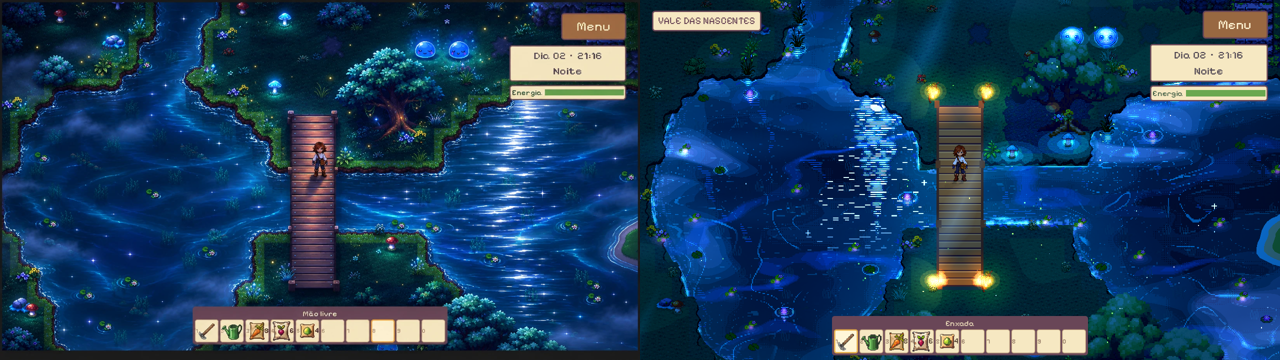 Menu
Dia 02 · 21:16
Noite
Energia
Mão livre
VALE DAS NASCENTES
Menu
Dia 02 · 21:16
Noite
Energia
Enxada